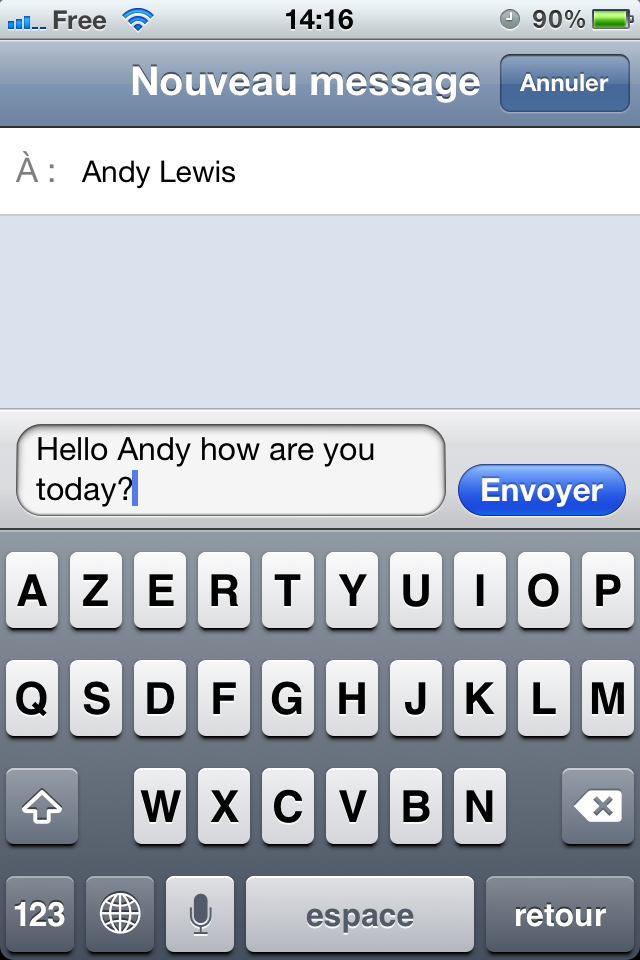 Free 14:16 90%
Nouveau message Annuler
À : Andy Lewis
Hello Andy how are you
today?
Envoyer
A Z E R T Y U I O P
Q S D F G H J K L M
W X C V B N
123 espace retour